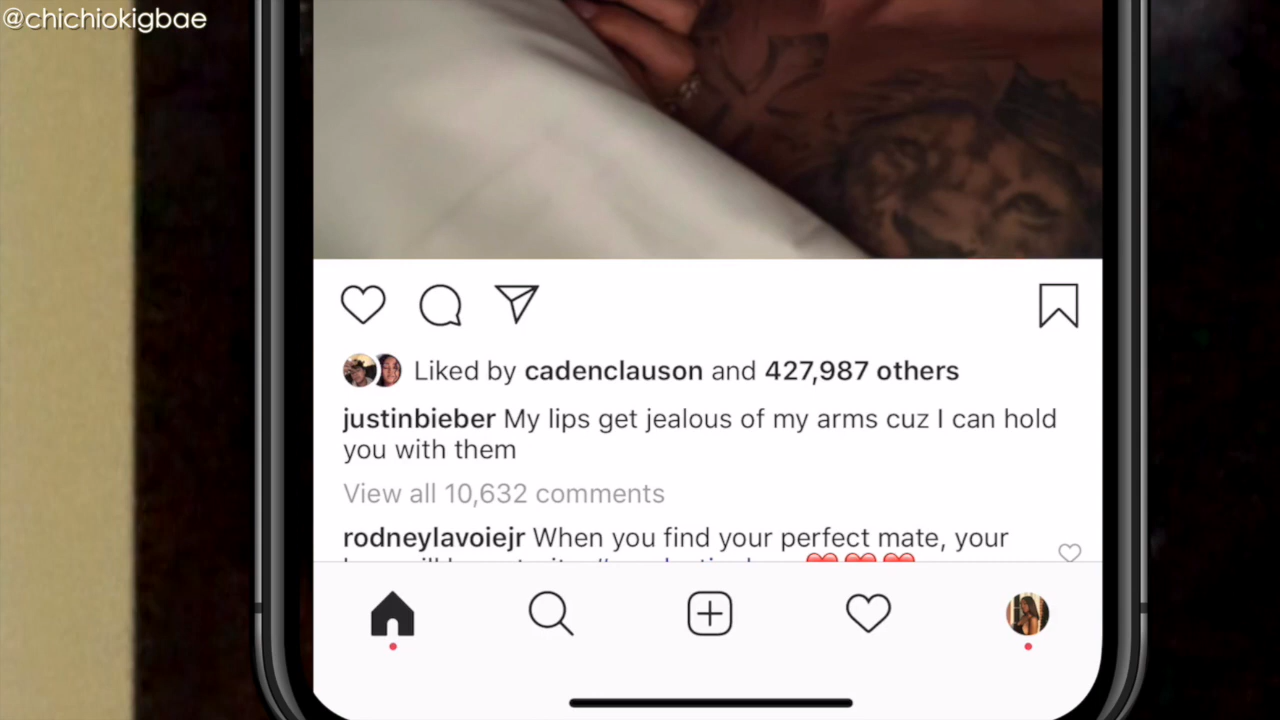 @chichiokigbae
Liked by cadenclauson and 427,987 others
justinbieber My lips get jealous of my arms cuz I can hold
you with them
View all 10,632 comments
rodneylavoiejr When you find your perfect mate, your